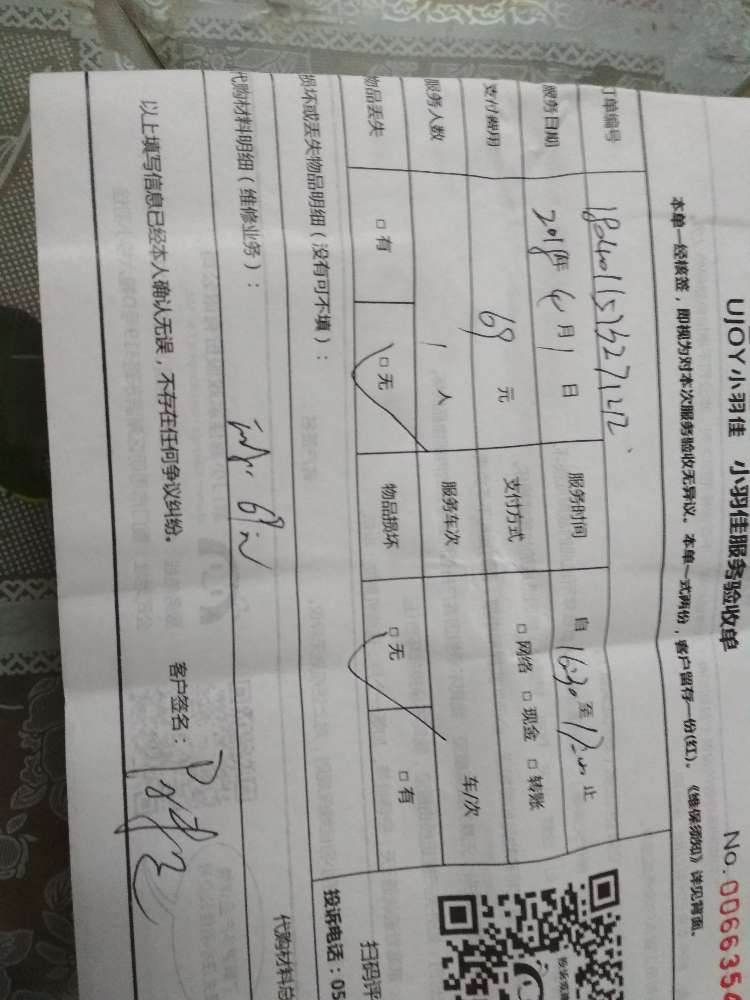 UJOY小羽佳 小羽佳服务验收单
No.0066354
本单一经核签，即视为对本次服务验收无异议。本单一式两份，客户留存一份(红)。《维保须知》详见背面。
订单编号
服务日期 2018年4月1日 服务时间 自16:30至 止
支付费用 69元 支付方式 □网络 □现金 □转账
服务人数 1人 服务车次 车/次
物品丢失 □有 □无 物品损坏 □无 □有
损坏或丢失物品明细（没有可不填）：
代购材料明细（维修业务）：
代购材料总
以上填写信息已经本人确认无误，不存在任何争议纠纷。
客户签名：
扫码评
投诉电话：05